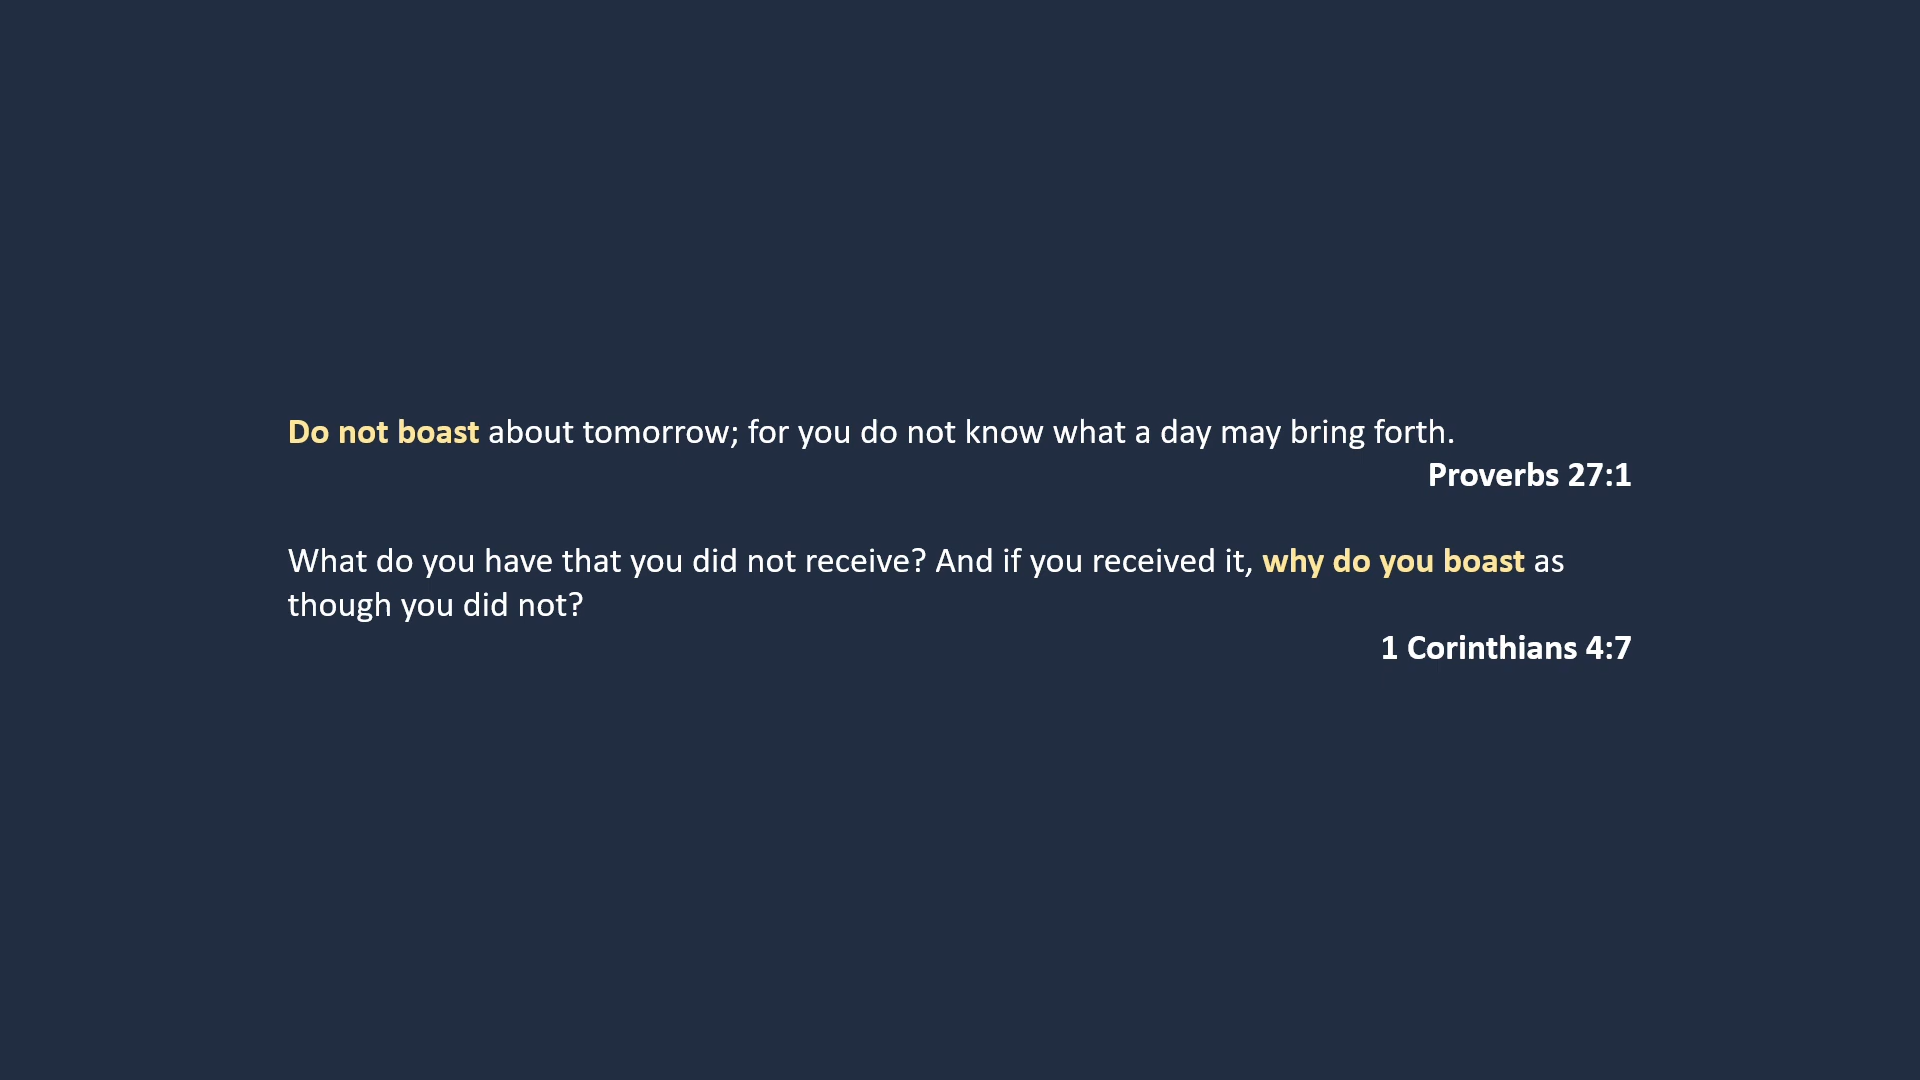 Do not boast about tomorrow; for you do not know what a day may bring forth.
Proverbs 27:1
What do you have that you did not receive? And if you received it, why do you boast as
though you did not?
1 Corinthians 4:7